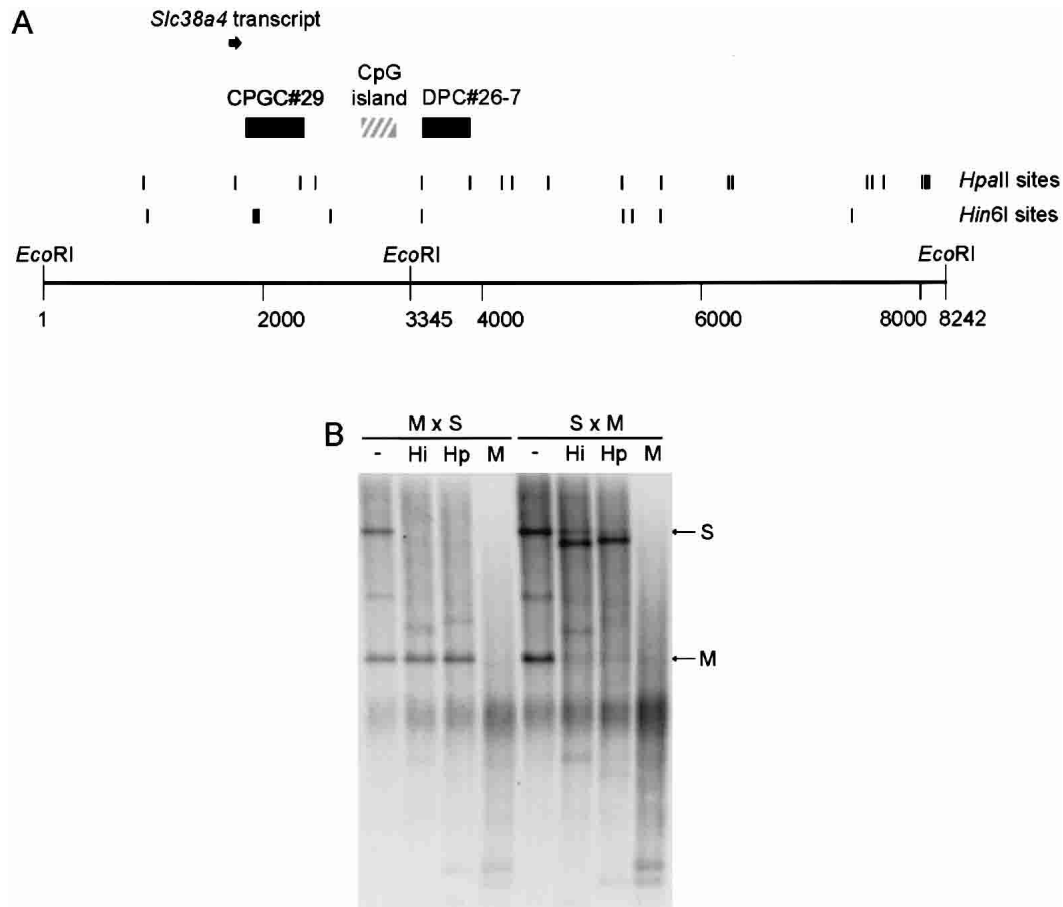 A
Slc38a4 transcript
CPGC#29
CpG
island
DPC#26-7
HpaII sites
Hin6I sites
EcoRI EcoRI EcoRI
1 2000 3345 4000 6000 8000 8242
B
M x S S x M
- Hi Hp M - Hi Hp M
S
M